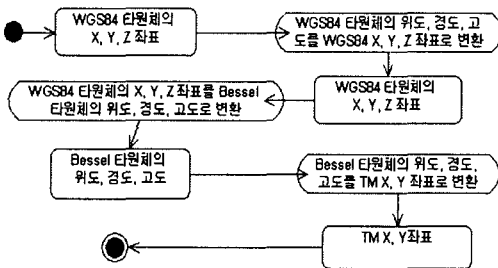 WGS84 타원체의
X, Y, Z 좌표
WGS84 타원체의 위도, 경도, 고
도를 WGS84 X, Y, Z 좌표로 변환
WGS84 타원체의
X, Y, Z 좌표
WGS84 타원체의 X, Y, Z 좌표를 Bessel
타원체의 위도, 경도, 고도로 변환
Bessel 타원체의
위도, 경도, 고도
Bessel 타원체의 위도, 경도,
고도를 TM X, Y 좌표로 변환
TM X, Y 좌표